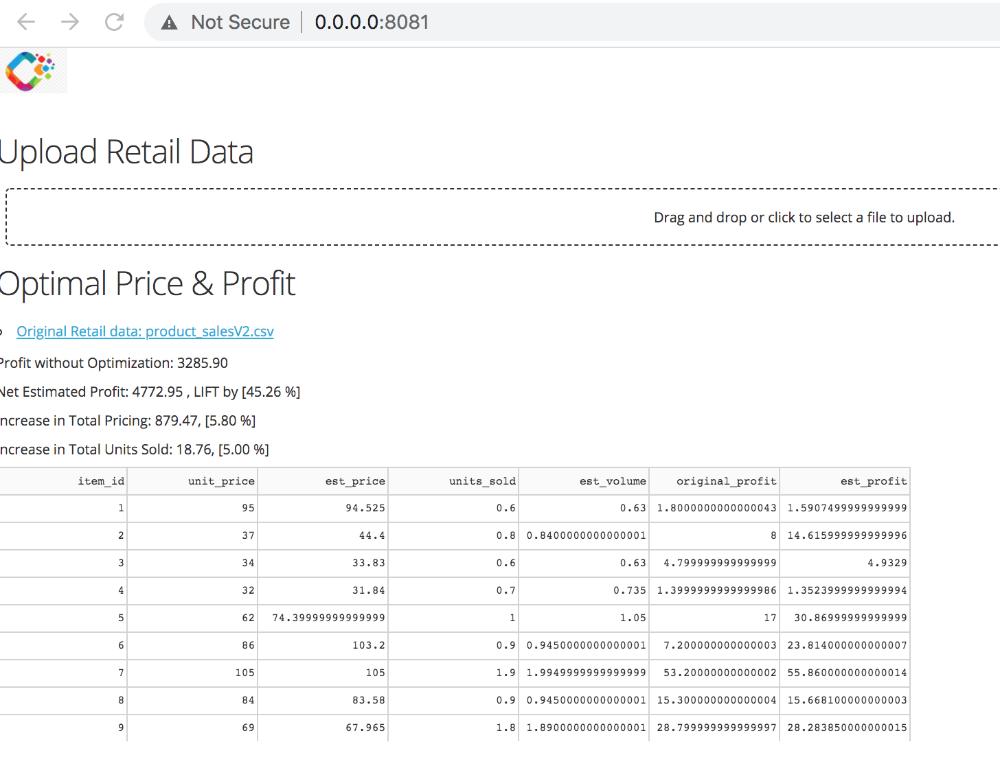 Not Secure | 0.0.0.0:8081
Upload Retail Data
Drag and drop or click to select a file to upload.
Optimal Price & Profit
Original Retail data: product_salesV2.csv
Profit without Optimization: 3285.90
Net Estimated Profit: 4772.95 , LIFT by [45.26 %]
ncrease in Total Pricing: 879.47, [5.80 %]
ncrease in Total Units Sold: 18.76, [5.00 %]
item_id unit_price est_price units_sold est_volume original_profit est_profit
1 95 94.525 0.6 0.63 1.8000000000000043 1.5907499999999999
2 37 44.4 0.8 0.8400000000000001 8 14.615999999999996
3 34 33.83 0.6 0.63 4.799999999999999 4.9329
4 32 31.84 0.7 0.735 1.3999999999999986 1.3523999999999994
5 62 74.39999999999999 1 1.05 17 30.86999999999999
6 86 103.2 0.9 0.9450000000000001 7.200000000000003 23.814000000000007
7 105 105 1.9 1.9949999999999999 53.20000000000002 55.860000000000014
8 84 83.58 0.9 0.9450000000000001 15.300000000000004 15.668100000000003
9 69 67.965 1.8 1.8900000000000001 28.799999999999997 28.283850000000015